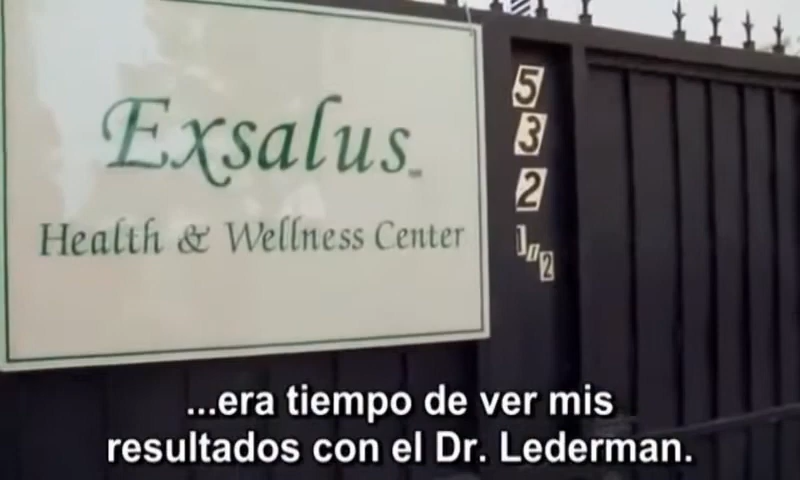 Exsalus
Health & Wellness Center
5
3
2
1/2
...era tiempo de ver mis
resultados con el Dr. Lederman.